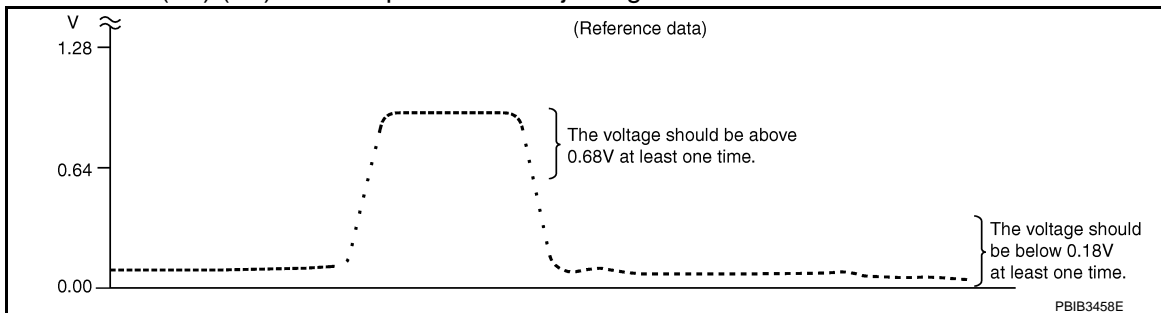 V
(Reference data)
1.28
The voltage should be above
0.68V at least one time.
0.64
The voltage should
be below 0.18V
at least one time.
0.00
PBIB3458E